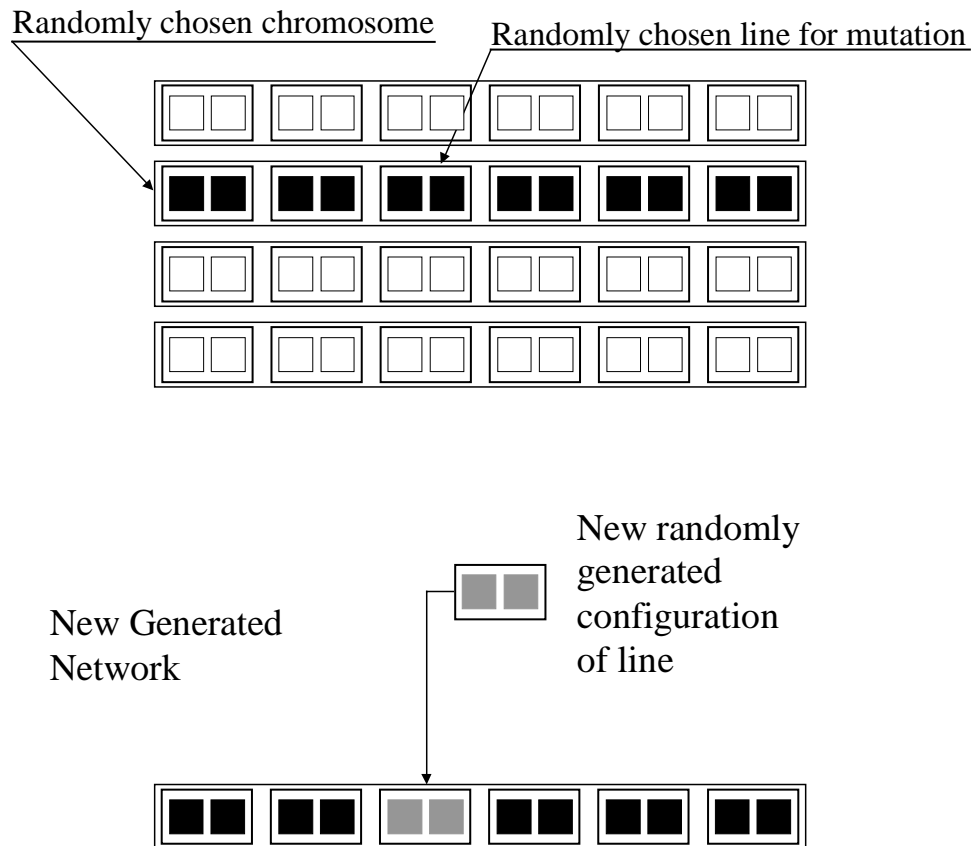 Randomly chosen chromosome
Randomly chosen line for mutation
New randomly
generated
configuration
of line
New Generated
Network